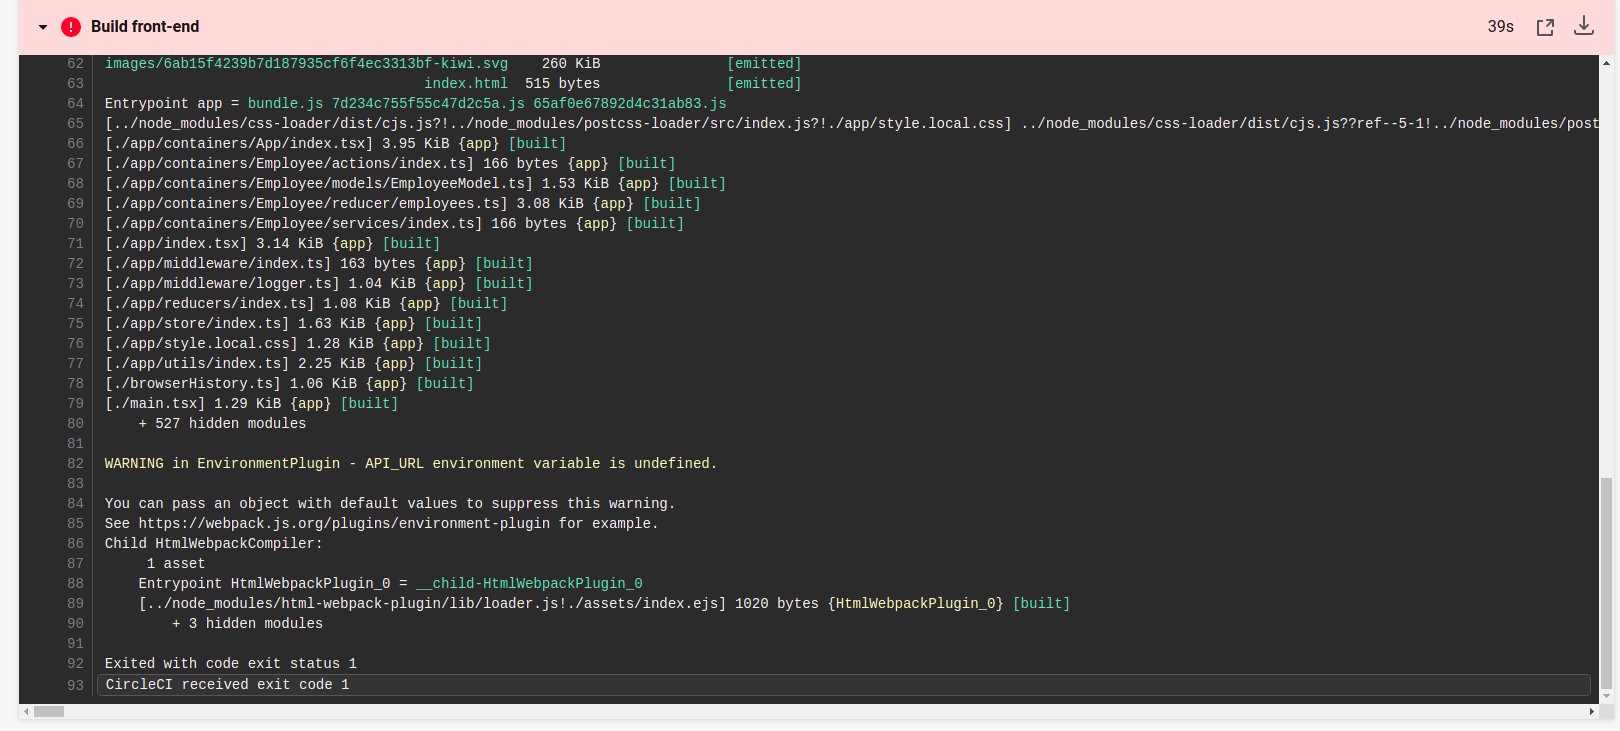 Build front-end 39s
62 images/6ab15f4239b7d187935cf6f4ec3313bf-kiwi.svg 260 KiB [emitted]
63 index.html 515 bytes [emitted]
64 Entrypoint app = bundle.js 7d234c755f55c47d2c5a.js 65af0e67892d4c31ab83.js
65 [../node_modules/css-loader/dist/cjs.js?!../node_modules/postcss-loader/src/index.js?!./app/style.local.css] ../node_modules/css-loader/dist/cjs.js??ref--5-1!../node_modules/post
66 [./app/containers/App/index.tsx] 3.95 KiB {app} [built]
67 [./app/containers/Employee/actions/index.ts] 166 bytes {app} [built]
68 [./app/containers/Employee/models/EmployeeModel.ts] 1.53 KiB {app} [built]
69 [./app/containers/Employee/reducer/employees.ts] 3.08 KiB {app} [built]
70 [./app/containers/Employee/services/index.ts] 166 bytes {app} [built]
71 [./app/index.tsx] 3.14 KiB {app} [built]
72 [./app/middleware/index.ts] 163 bytes {app} [built]
73 [./app/middleware/logger.ts] 1.04 KiB {app} [built]
74 [./app/reducers/index.ts] 1.08 KiB {app} [built]
75 [./app/store/index.ts] 1.63 KiB {app} [built]
76 [./app/style.local.css] 1.28 KiB {app} [built]
77 [./app/utils/index.ts] 2.25 KiB {app} [built]
78 [./browserHistory.ts] 1.06 KiB {app} [built]
79 [./main.tsx] 1.29 KiB {app} [built]
80 + 527 hidden modules
81
82 WARNING in EnvironmentPlugin - API_URL environment variable is undefined.
83
84 You can pass an object with default values to suppress this warning.
85 See https://webpack.js.org/plugins/environment-plugin for example.
86 Child HtmlWebpackCompiler:
87 1 asset
88 Entrypoint HtmlWebpackPlugin_0 = __child-HtmlWebpackPlugin_0
89 [../node_modules/html-webpack-plugin/lib/loader.js!./assets/index.ejs] 1020 bytes {HtmlWebpackPlugin_0} [built]
90 + 3 hidden modules
91
92 Exited with code exit status 1
93 CircleCI received exit code 1